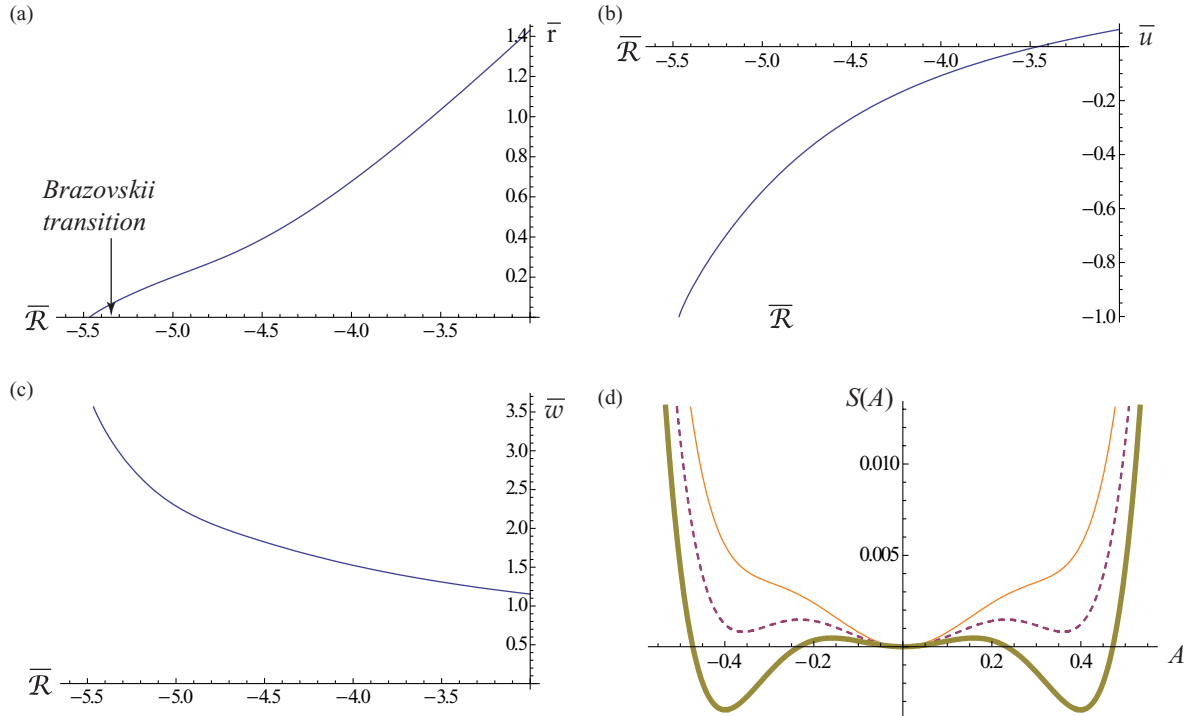 (a)
r̅
1.4
1.2
1.0
0.8
0.6
0.4
0.2
Brazovskii
transition
ℛ̅
−5.5 −5.0 −4.5 −4.0 −3.5
(b)
u̅
ℛ̅
−5.5 −5.0 −4.5 −4.0 −3.5
−0.2
−0.4
−0.6
−0.8
−1.0
ℛ̅
(c)
w̅
3.5
3.0
2.5
2.0
1.5
1.0
0.5
ℛ̅
−5.5 −5.0 −4.5 −4.0 −3.5
(d)
S(A)
0.010
0.005
−0.4 −0.2 0.2 0.4 A